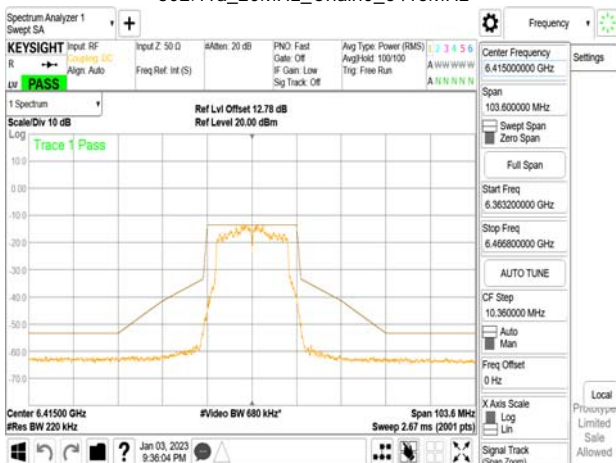 Spectrum Analyzer 1
Swept SA
Frequency
KEYSIGHT
Input: RF
Coupling: DC
Align: Auto
R
LW
PASS
Input Z: 50 Ω
Freq Ref: Int (S)
#Atten: 20 dB
PNO: Fast
Gate: Off
IF Gain: Low
Sig Track: Off
Avg Type: Power (RMS)
Avg|Hold: 100/100
Trig: Free Run
1 2 3 4 5 6
A W W W W W
A N N N N N
Center Frequency
6.415000000 GHz
Settings
Span
103.600000 MHz
Swept Span
Zero Span
Full Span
Start Freq
6.363200000 GHz
Stop Freq
6.466800000 GHz
AUTO TUNE
CF Step
10.360000 MHz
Auto
Man
Freq Offset
0 Hz
X Axis Scale
Log
Lin
Signal Track
(Span Zoom)
Local
Prototype
Limited
Sale
Allowed
1 Spectrum
Scale/Div 10 dB
Ref Lvl Offset 12.78 dB
Ref Level 20.00 dBm
Log
Trace 1 Pass
10.0
0.00
-10.0
-20.0
-30.0
-40.0
-50.0
-60.0
-70.0
Center 6.41500 GHz
#Video BW 680 kHz*
Span 103.6 MHz
#Res BW 220 kHz
Sweep 2.67 ms (2001 pts)
Jan 03, 2023
9:36:04 PM